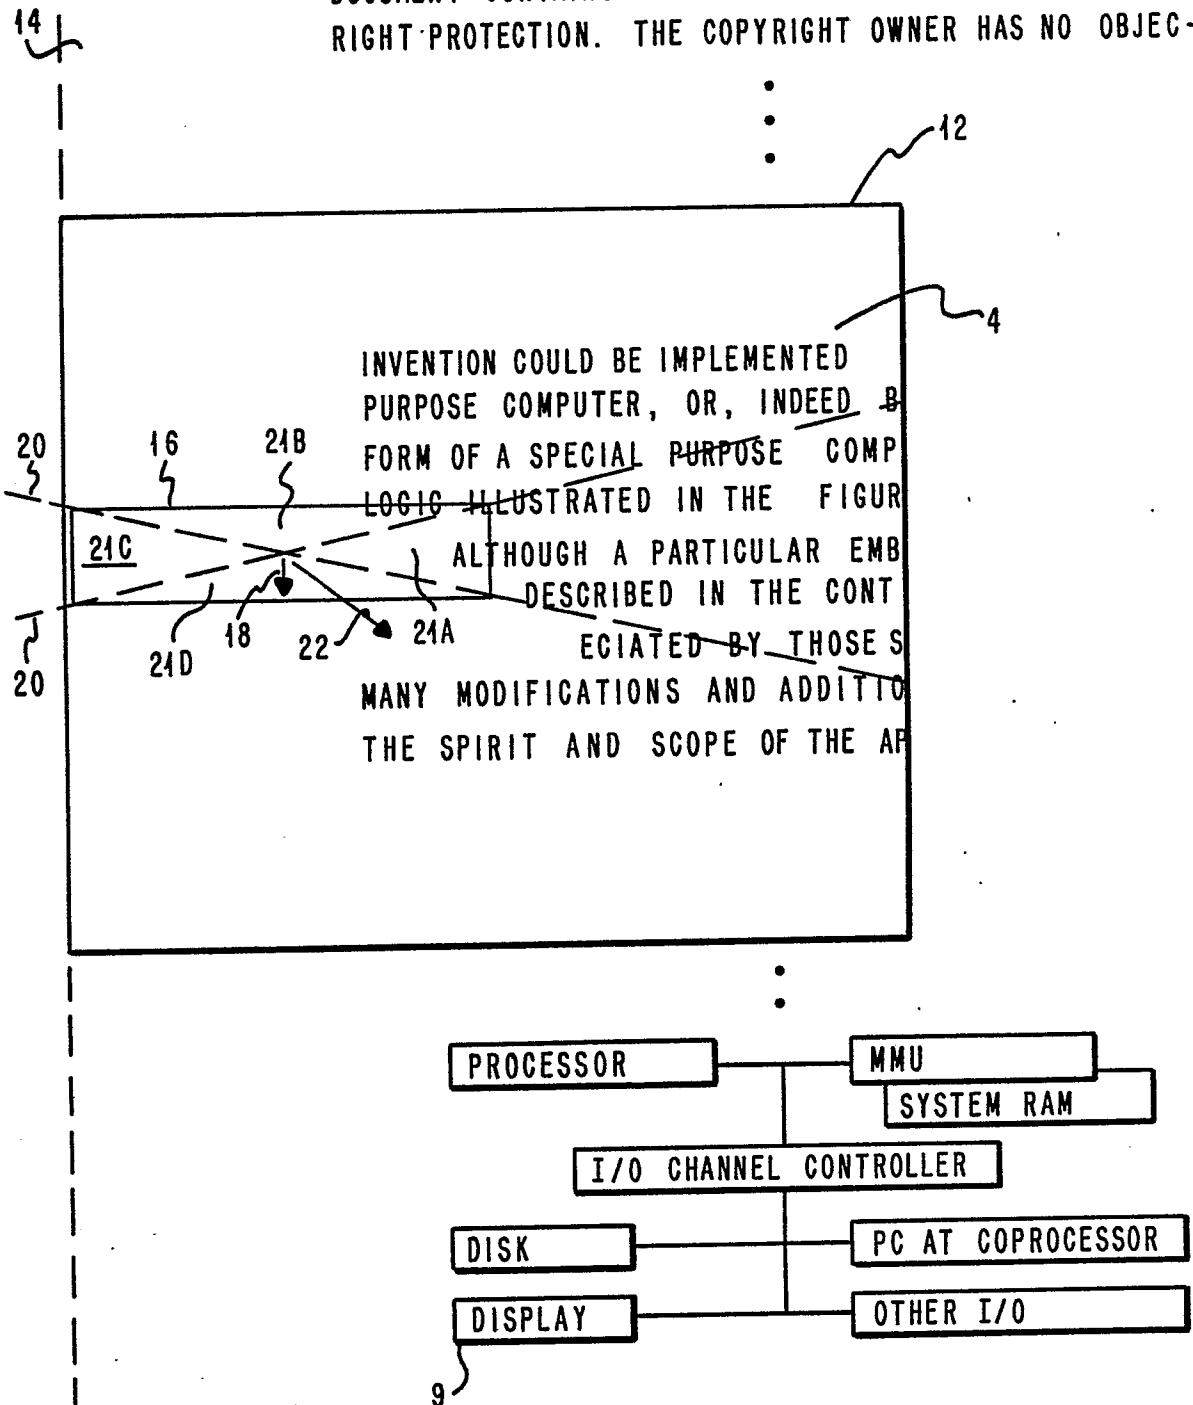 14
RIGHT PROTECTION. THE COPYRIGHT OWNER HAS NO OBJEC-
12
4
INVENTION COULD BE IMPLEMENTED
PURPOSE COMPUTER, OR, INDEED B
FORM OF A SPECIAL PURPOSE COMP
20
16
21B
LOGIC ILLUSTRATED IN THE FIGUR
21C
ALTHOUGH A PARTICULAR EMB
DESCRIBED IN THE CONT
20
21D
18
22
21A
ECIATED BY THOSE S
MANY MODIFICATIONS AND ADDITIO
THE SPIRIT AND SCOPE OF THE AP
PROCESSOR
MMU
SYSTEM RAM
I/O CHANNEL CONTROLLER
DISK
PC AT COPROCESSOR
DISPLAY
OTHER I/O
9